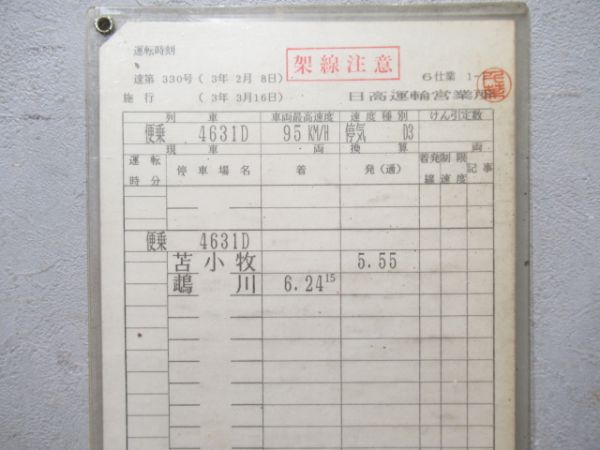 運転時刻
架線注意
達第 330号 ( 3年 2月 8日)
6仕業 1-
施行 ( 3年 3月16日)
日高運輸営業所
列車 車両最高速度 速度種別 けん引定数
便乗 4631D 95KM/H 停気 D3
現車 両 換算 両
運転時分 停車場名 着 発(通) 着発線 制限速度 記事
便乗 4631D
苫小牧 5.55
鵡川 6.24 15